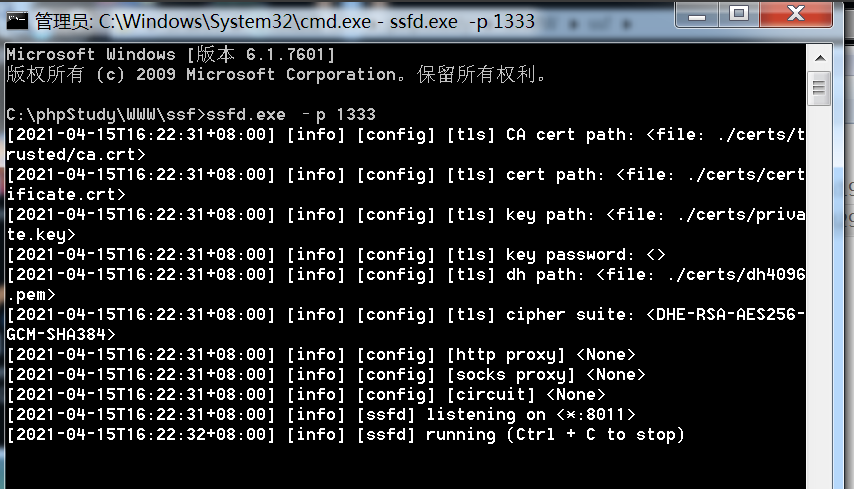 管理员: C:\Windows\System32\cmd.exe - ssfd.exe  -p 1333
Microsoft Windows [版本 6.1.7601]
版权所有 (c) 2009 Microsoft Corporation。保留所有权利。
C:\phpStudy\WWW\ssf>ssfd.exe –p 1333
[2021-04-15T16:22:31+08:00] [info] [config] [tls] CA cert path: <file: ./certs/t
rusted/ca.crt>
[2021-04-15T16:22:31+08:00] [info] [config] [tls] cert path: <file: ./certs/cert
ificate.crt>
[2021-04-15T16:22:31+08:00] [info] [config] [tls] key path: <file: ./certs/priva
te.key>
[2021-04-15T16:22:31+08:00] [info] [config] [tls] key password: <>
[2021-04-15T16:22:31+08:00] [info] [config] [tls] dh path: <file: ./certs/dh4096
.pem>
[2021-04-15T16:22:31+08:00] [info] [config] [tls] cipher suite: <DHE-RSA-AES256-
GCM-SHA384>
[2021-04-15T16:22:31+08:00] [info] [config] [http proxy] <None>
[2021-04-15T16:22:31+08:00] [info] [config] [socks proxy] <None>
[2021-04-15T16:22:31+08:00] [info] [config] [circuit] <None>
[2021-04-15T16:22:31+08:00] [info] [ssfd] listening on <*:8011>
[2021-04-15T16:22:32+08:00] [info] [ssfd] running (Ctrl + C to stop)